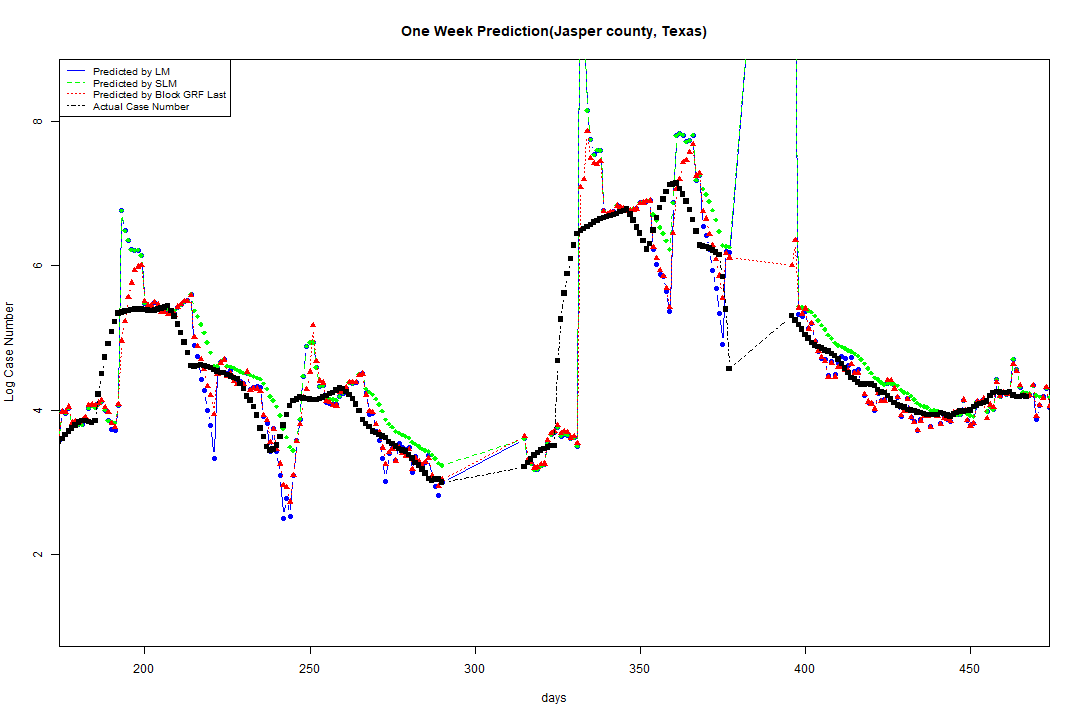 One Week Prediction(Jasper county, Texas)
Predicted by LM
Predicted by SLM
Predicted by Block GRF Last
Actual Case Number
Log Case Number
8
6
4
2
200
250
300
350
400
450
days